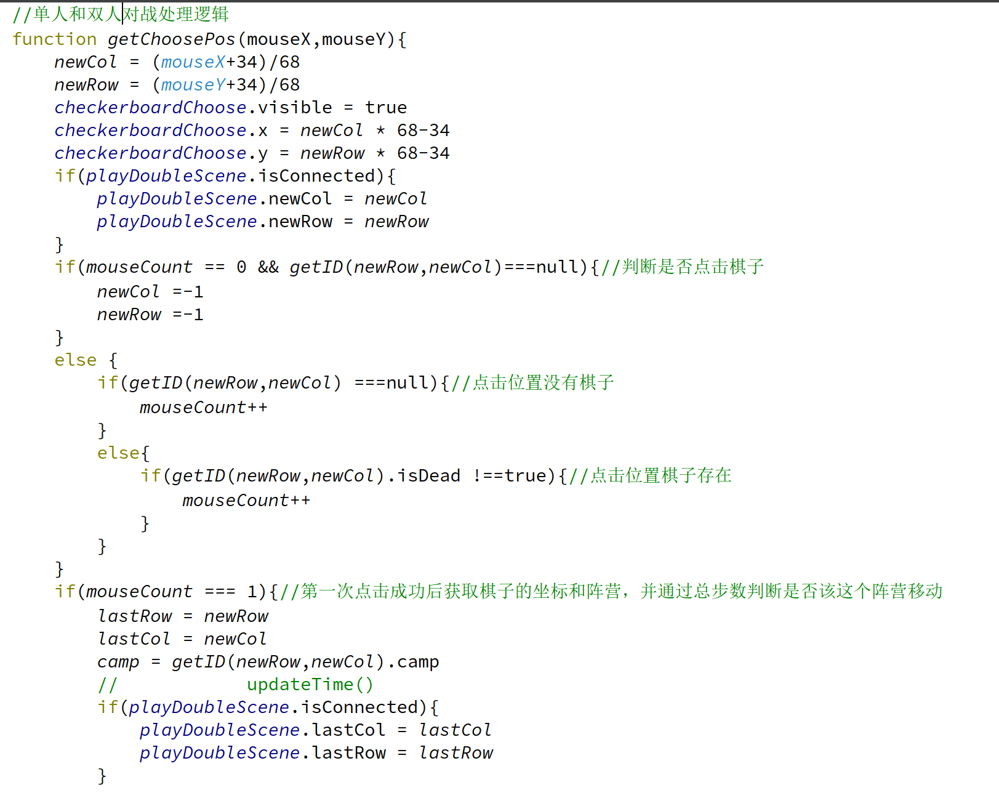 //单人和双人对战处理逻辑
function getChoosePos(mouseX,mouseY){
    newCol = (mouseX+34)/68
    newRow = (mouseY+34)/68
    checkerboardChoose.visible = true
    checkerboardChoose.x = newCol * 68-34
    checkerboardChoose.y = newRow * 68-34
    if(playDoubleScene.isConnected){
        playDoubleScene.newCol = newCol
        playDoubleScene.newRow = newRow
    }
    if(mouseCount == 0 && getID(newRow,newCol)===null){//判断是否点击棋子
        newCol =-1
        newRow =-1
    }
    else {
        if(getID(newRow,newCol) ===null){//点击位置没有棋子
            mouseCount++
        }
        else{
            if(getID(newRow,newCol).isDead !==true){//点击位置棋子存在
                mouseCount++
            }
        }
    }
    if(mouseCount === 1){//第一次点击成功后获取棋子的坐标和阵营，并通过总步数判断是否该这个阵营移动
        lastRow = newRow
        lastCol = newCol
        camp = getID(newRow,newCol).camp
        //            updateTime()
        if(playDoubleScene.isConnected){
            playDoubleScene.lastCol = lastCol
            playDoubleScene.lastRow = lastRow
        }